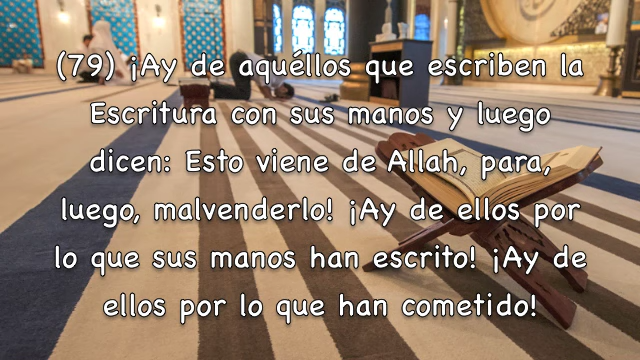 (79) ¡Ay de aquéllos que escriben la
Escritura con sus manos y luego
dicen: Esto viene de Allah, para,
luego, malvenderlo! ¡Ay de ellos por
lo que sus manos han escrito! ¡Ay de
ellos por lo que han cometido!